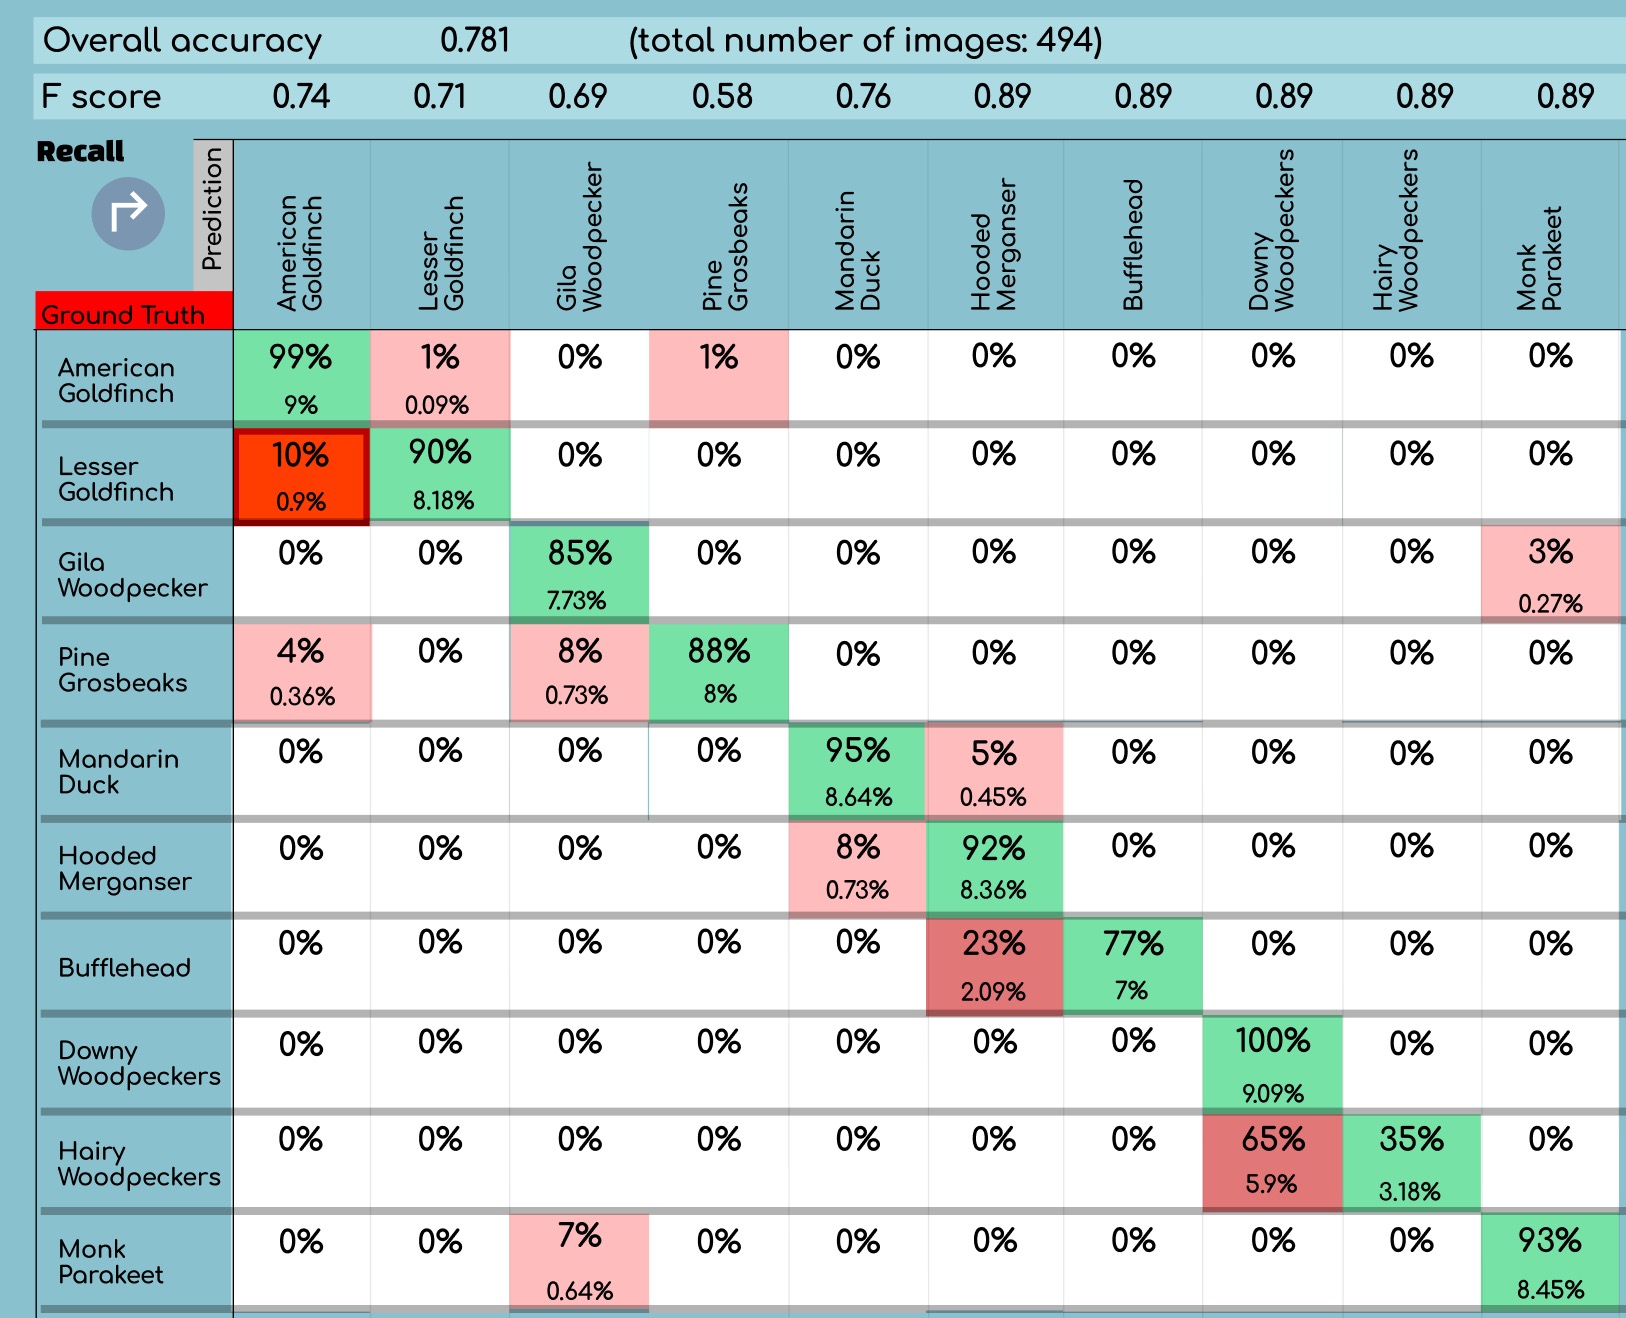 Overall accuracy 0.781 (total number of images: 494)
F score 0.74 0.71 0.69 0.58 0.76 0.89 0.89 0.89 0.89 0.89
Recall
Prediction
American
Goldfinch
Lesser
Goldfinch
Gila
Woodpecker
Pine
Grosbeaks
Mandarin
Duck
Hooded
Merganser
Bufflehead
Downy
Woodpeckers
Hairy
Woodpeckers
Monk
Parakeet
Ground Truth
American
Goldfinch
99% 1% 0% 1% 0% 0% 0% 0% 0% 0%
9% 0.09%
Lesser
Goldfinch
10% 90% 0% 0% 0% 0% 0% 0% 0% 0%
0.9% 8.18%
Gila
Woodpecker
0% 0% 85% 0% 0% 0% 0% 0% 0% 3%
7.73% 0.27%
Pine
Grosbeaks
4% 0% 8% 88% 0% 0% 0% 0% 0% 0%
0.36% 0.73% 8%
Mandarin
Duck
0% 0% 0% 0% 95% 5% 0% 0% 0% 0%
8.64% 0.45%
Hooded
Merganser
0% 0% 0% 0% 8% 92% 0% 0% 0% 0%
0.73% 8.36%
Bufflehead
0% 0% 0% 0% 0% 23% 77% 0% 0% 0%
2.09% 7%
Downy
Woodpeckers
0% 0% 0% 0% 0% 0% 0% 100% 0% 0%
9.09%
Hairy
Woodpeckers
0% 0% 0% 0% 0% 0% 0% 65% 35% 0%
5.9% 3.18%
Monk
Parakeet
0% 0% 7% 0% 0% 0% 0% 0% 0% 93%
0.64% 8.45%